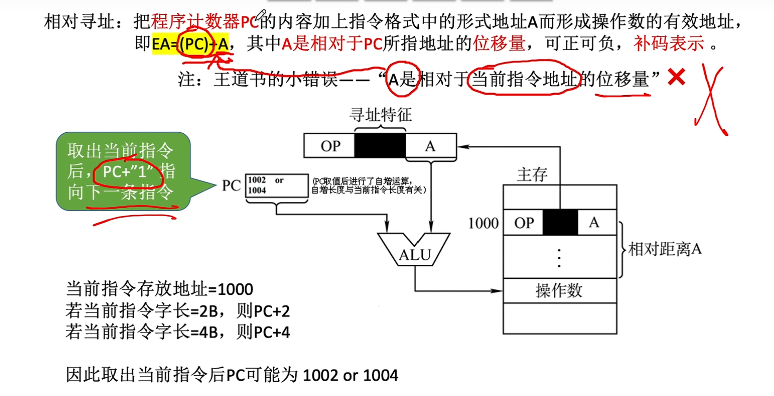 相对寻址：把程序计数器PC的内容加上指令格式中的形式地址A而形成操作数的有效地址，
即EA=(PC)+A，其中A是相对于PC所指地址的位移量，可正可负，补码表示 。
注：王道书的小错误——“A是相对于当前指令地址的位移量”
寻址特征
OP A
取出当前指令
后，PC+”1”指
向下一条指令
PC
1002 or
1004
(PC取值后进行了自增运算，
自增长度与当前指令长度有关)
主存
1000 OP A
相对距离A
ALU
操作数
当前指令存放地址=1000
若当前指令字长=2B，则PC+2
若当前指令字长=4B，则PC+4
因此取出当前指令后PC可能为 1002 or 1004